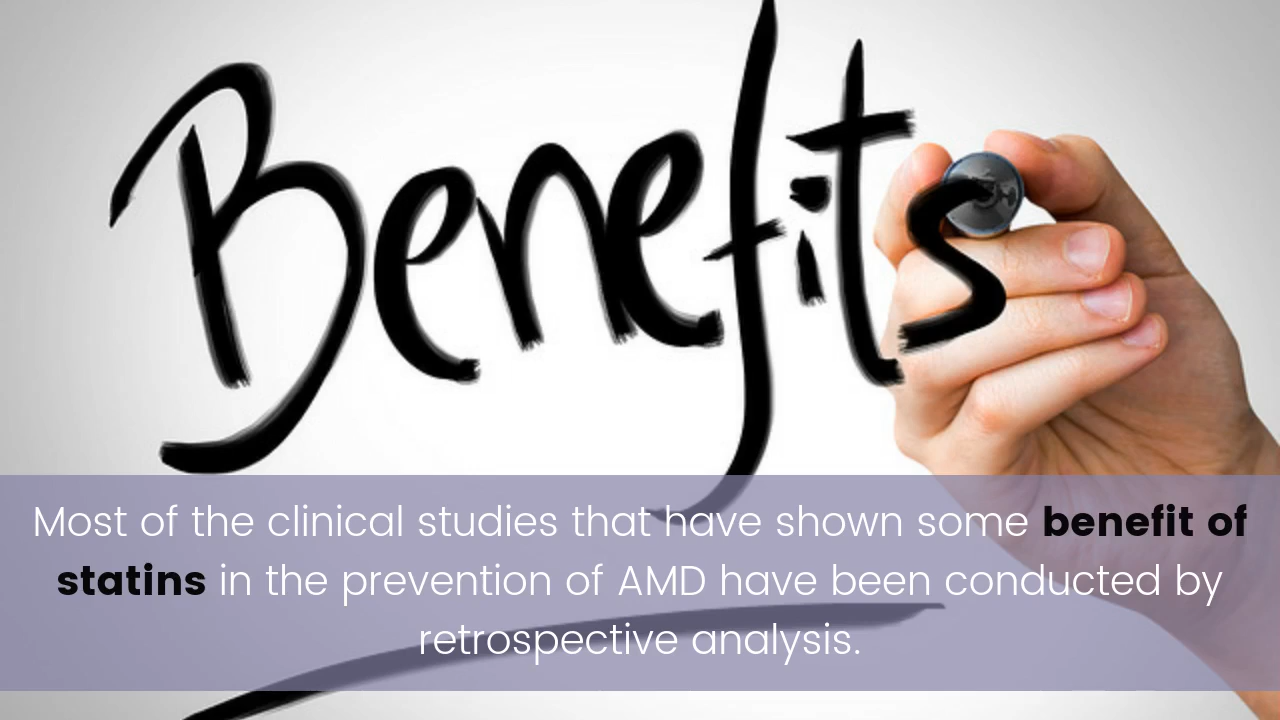 Benefits
Most of the clinical studies that have shown some benefit of
statins in the prevention of AMD have been conducted by
retrospective analysis.